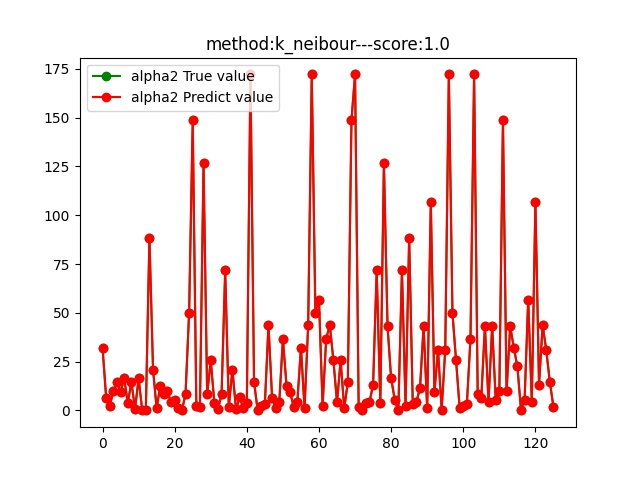 method:k_neibour---score:1.0
alpha2 True value
alpha2 Predict value
175
150
125
100
75
50
25
0
0 20 40 60 80 100 120